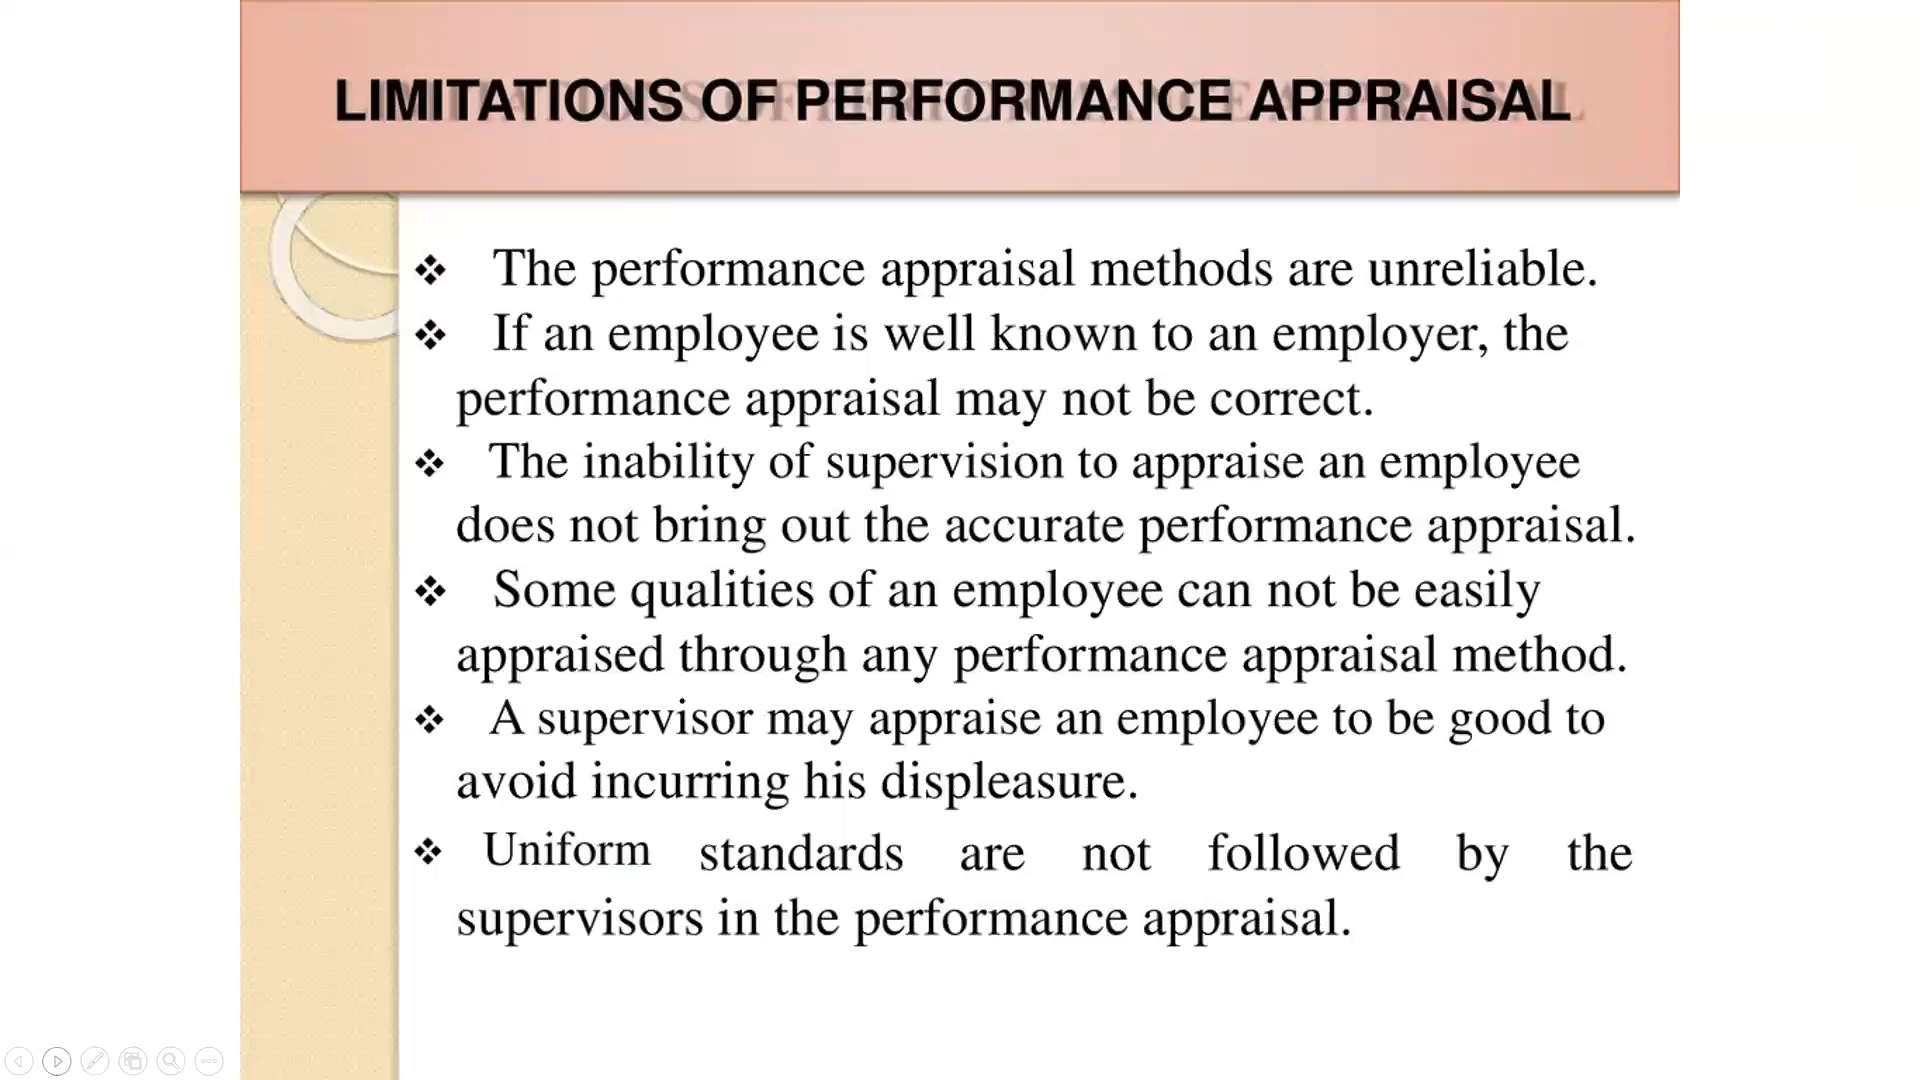 LIMITATIONS OF PERFORMANCE APPRAISAL
❖ The performance appraisal methods are unreliable.
❖ If an employee is well known to an employer, the
performance appraisal may not be correct.
❖ The inability of supervision to appraise an employee
does not bring out the accurate performance appraisal.
❖ Some qualities of an employee can not be easily
appraised through any performance appraisal method.
❖ A supervisor may appraise an employee to be good to
avoid incurring his displeasure.
❖ Uniform standards are not followed by the
supervisors in the performance appraisal.